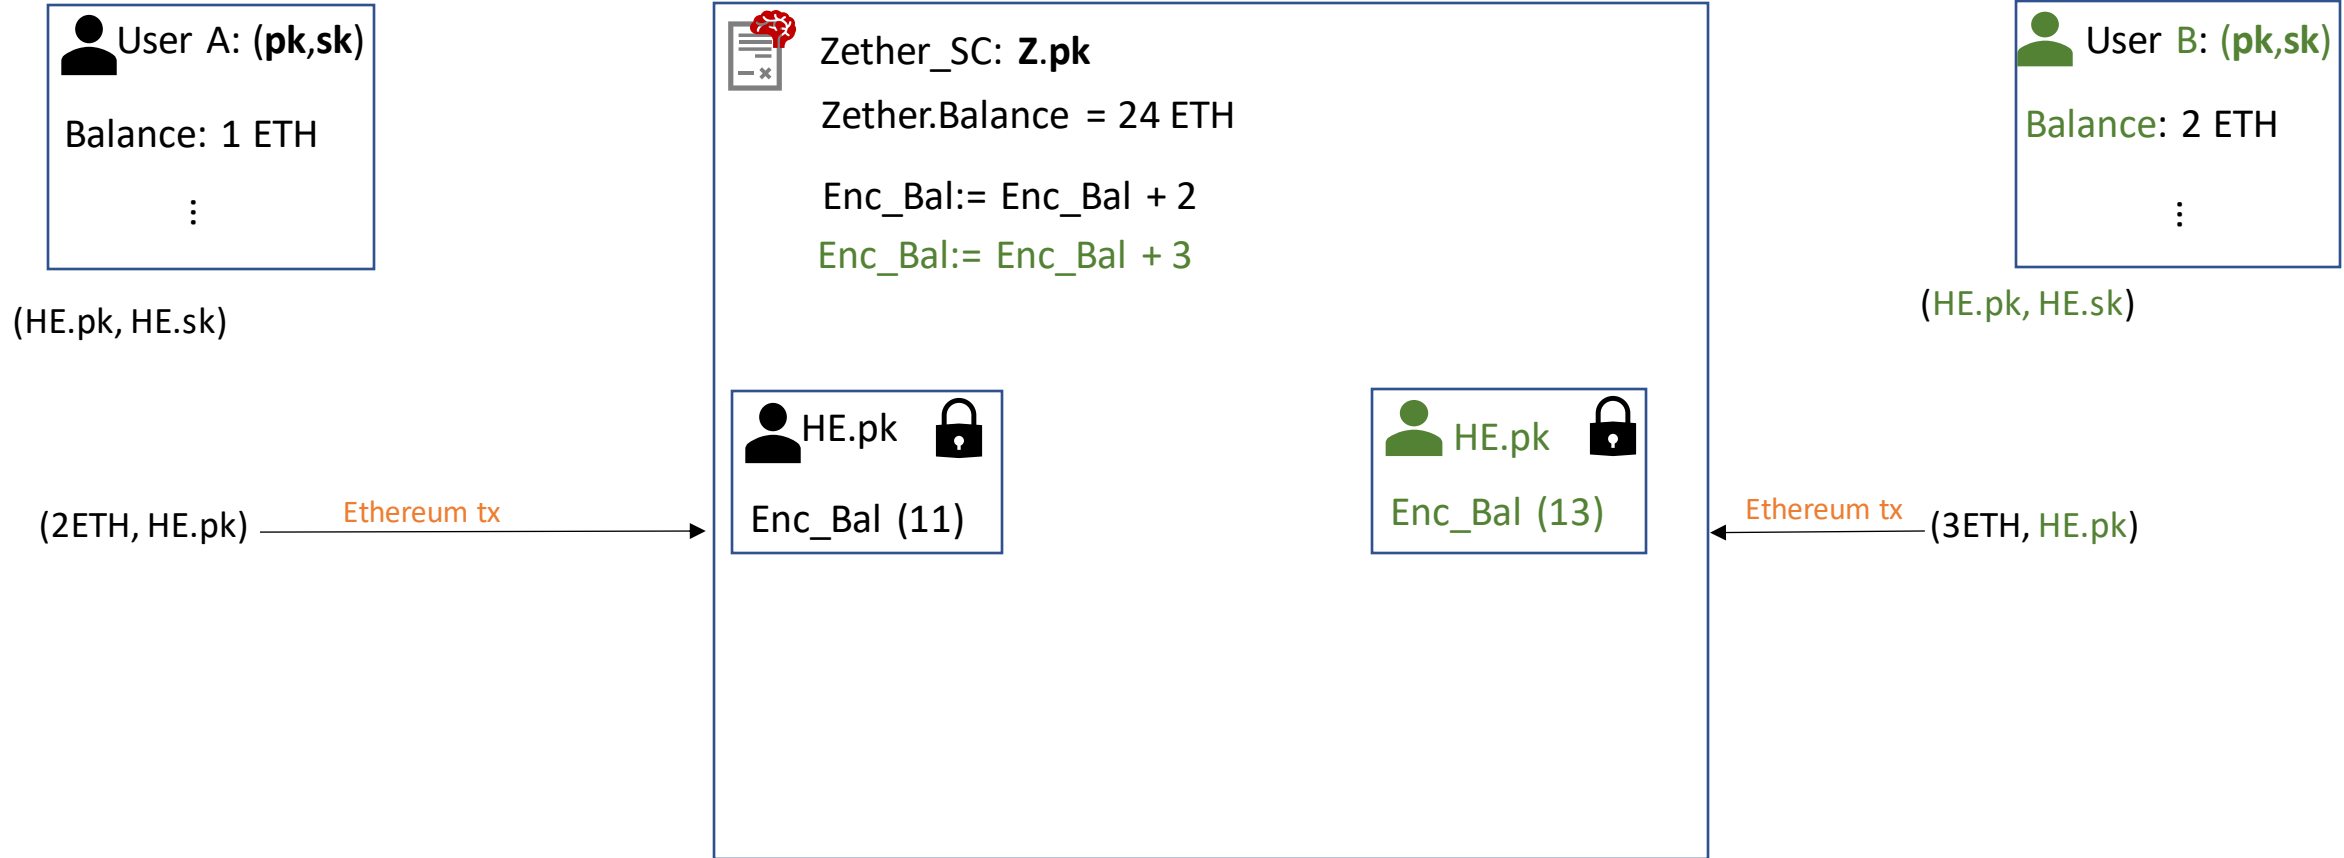 User A: (pk,sk)
Balance: 1 ETH
⋮
(HE.pk, HE.sk)
(2ETH, HE.pk)
Ethereum tx
Zether_SC: Z.pk
Zether.Balance = 24 ETH
Enc_Bal:= Enc_Bal + 2
Enc_Bal:= Enc_Bal + 3
HE.pk
Enc_Bal (11)
HE.pk
Enc_Bal (13)
User B: (pk,sk)
Balance: 2 ETH
⋮
(HE.pk, HE.sk)
Ethereum tx
(3ETH, HE.pk)